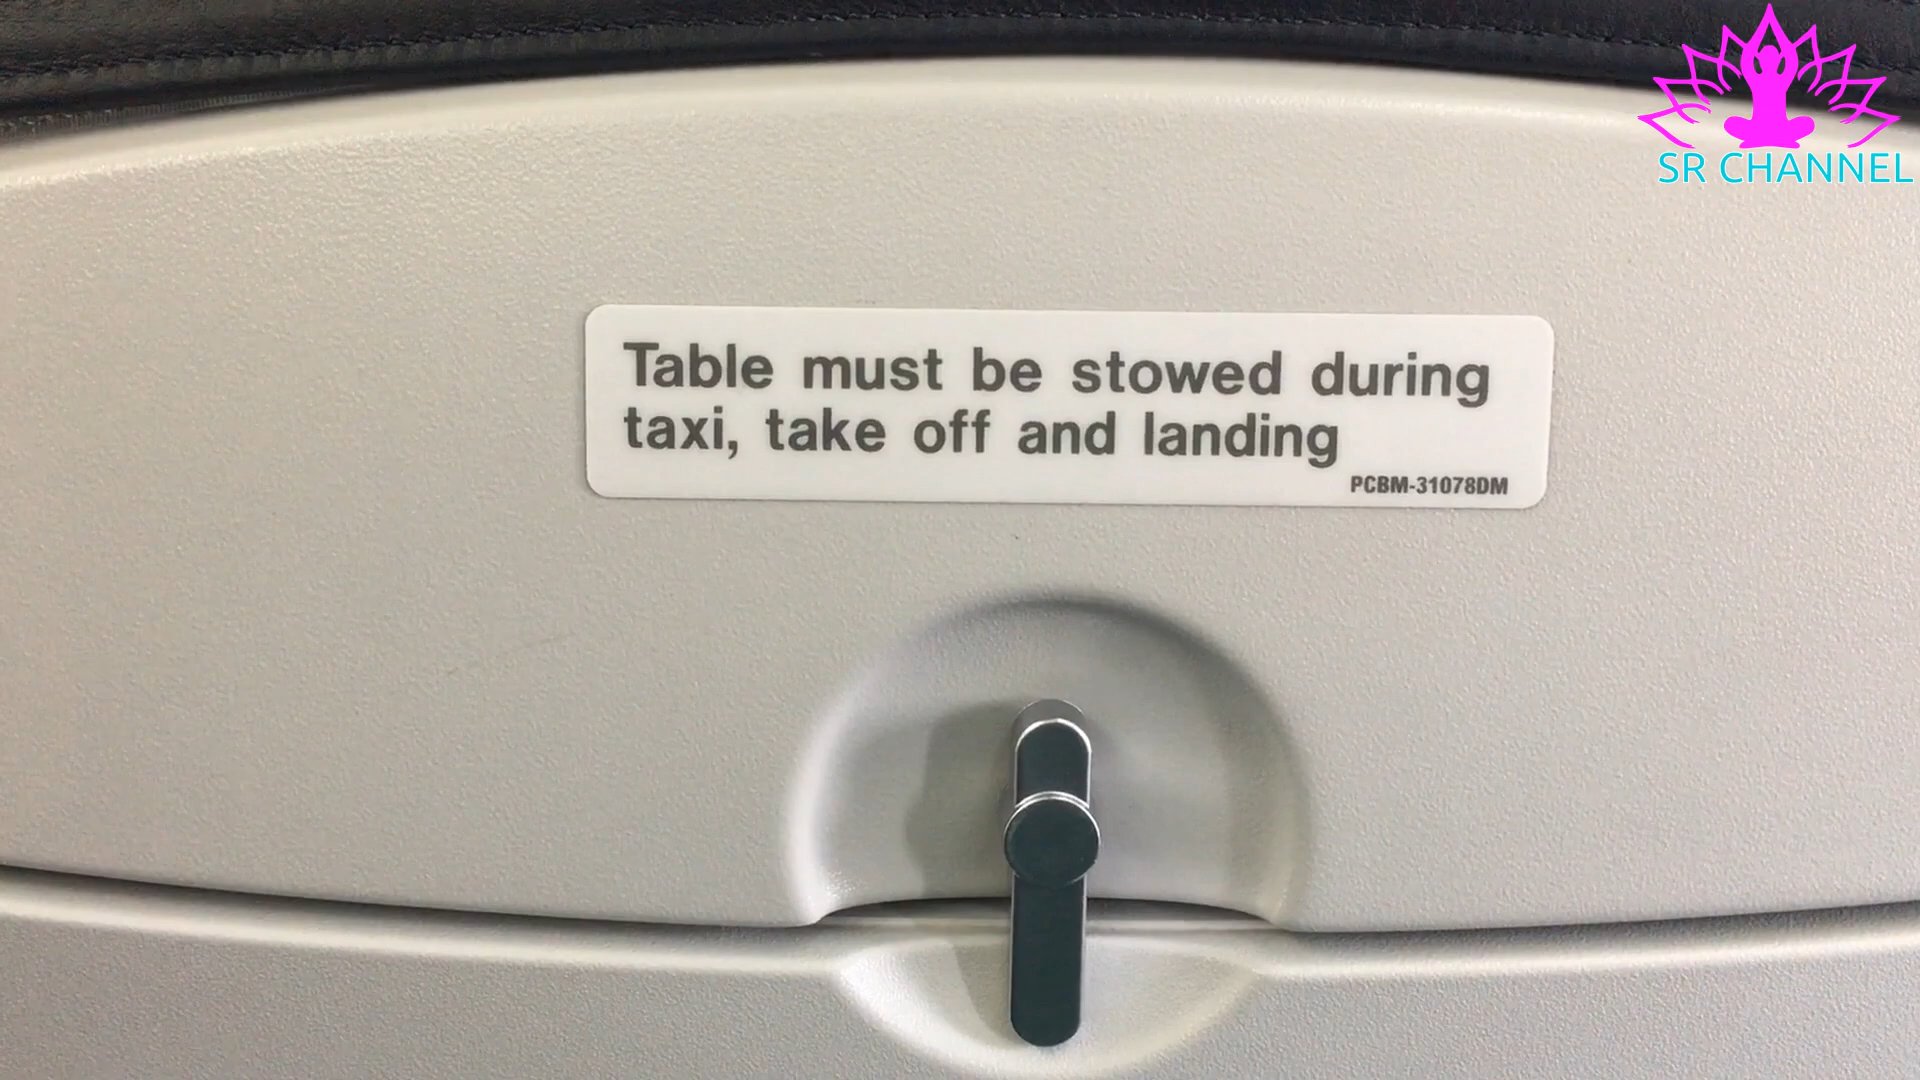 SR CHANNEL
Table must be stowed during
taxi, take off and landing
PCBM-31078DM